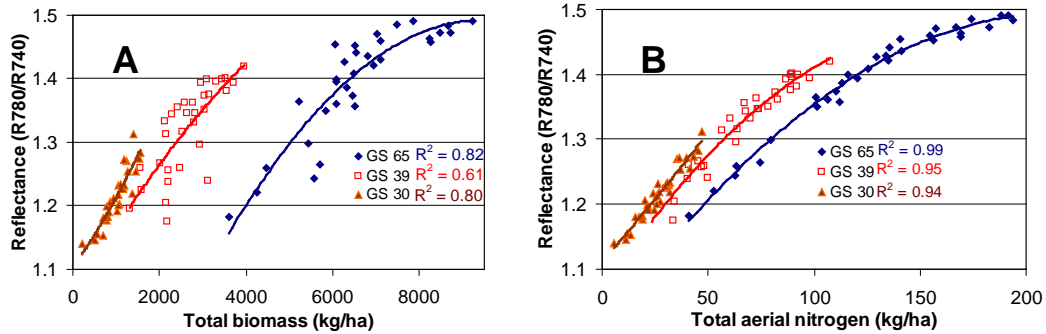 A
Reflectance (R780/R740)
1.5
1.4
1.3
1.2
1.1
GS 65 R² = 0.82
GS 39 R² = 0.61
GS 30 R² = 0.80
0 2000 4000 6000 8000
Total biomass (kg/ha)
B
Reflectance (R780/R740)
1.5
1.4
1.3
1.2
1.1
GS 65 R² = 0.99
GS 39 R² = 0.95
GS 30 R² = 0.94
0 50 100 150 200
Total aerial nitrogen (kg/ha)